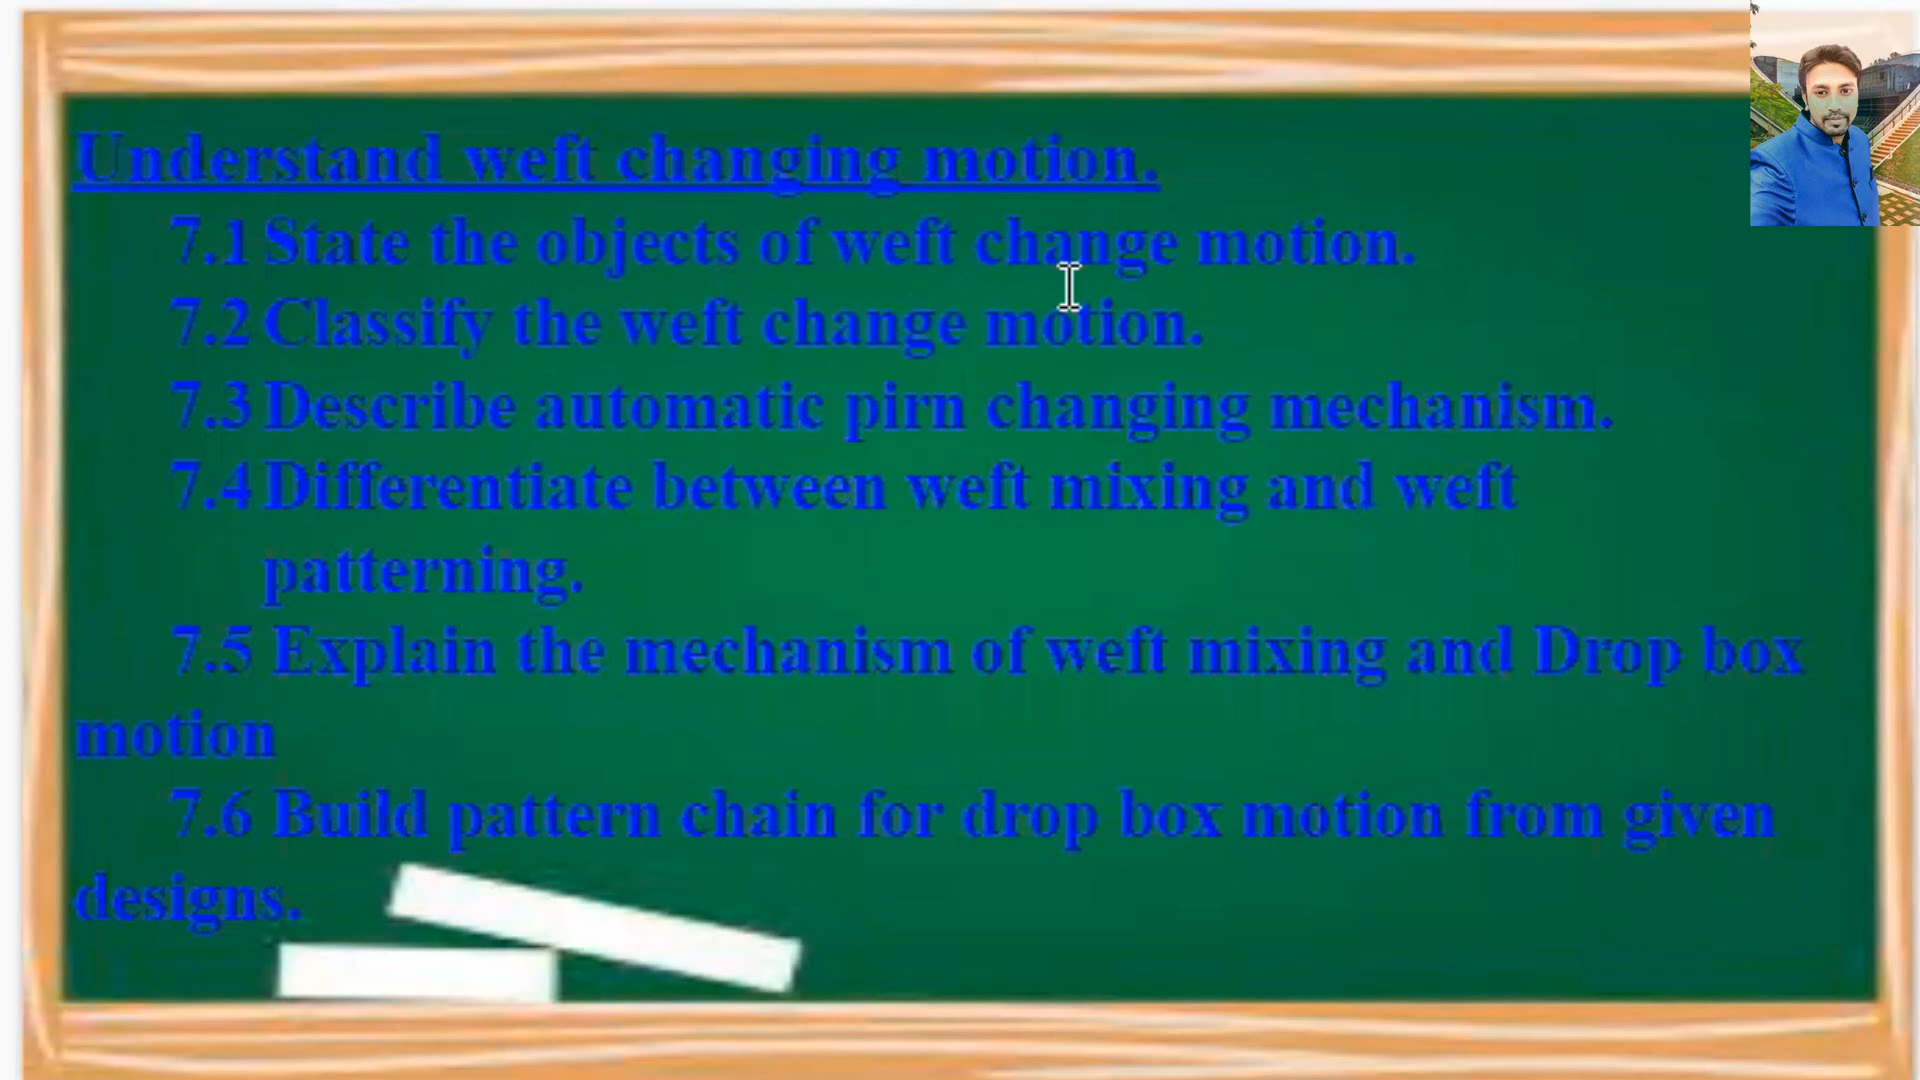 Understand weft changing motion.
7.1 State the objects of weft change motion.
7.2 Classify the weft change motion.
7.3 Describe automatic pirn changing mechanism.
7.4 Differentiate between weft mixing and weft
patterning.
7.5 Explain the mechanism of weft mixing and Drop box
motion
7.6 Build pattern chain for drop box motion from given
designs.